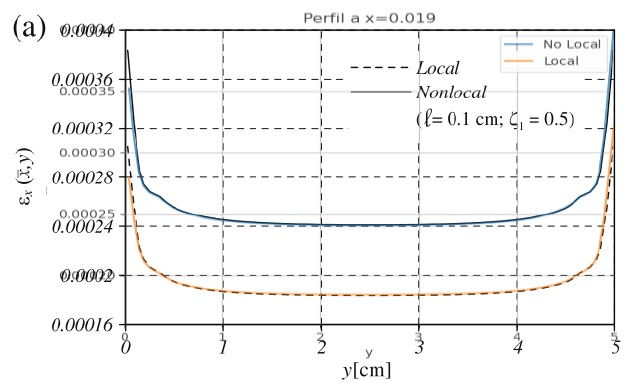 Perfil a x=0.019
(a)
0.0004
No Local
Local
Local
Nonlocal
(ℓ= 0.1 cm; ζ₁ = 0.5)
0.00036
0.00035
0.00032
0.00030
0.00028
0.00025
0.00024
0.0002
0.00016
εₓ (x̄,y)
0 1 2 3 4 5
y
y[cm]